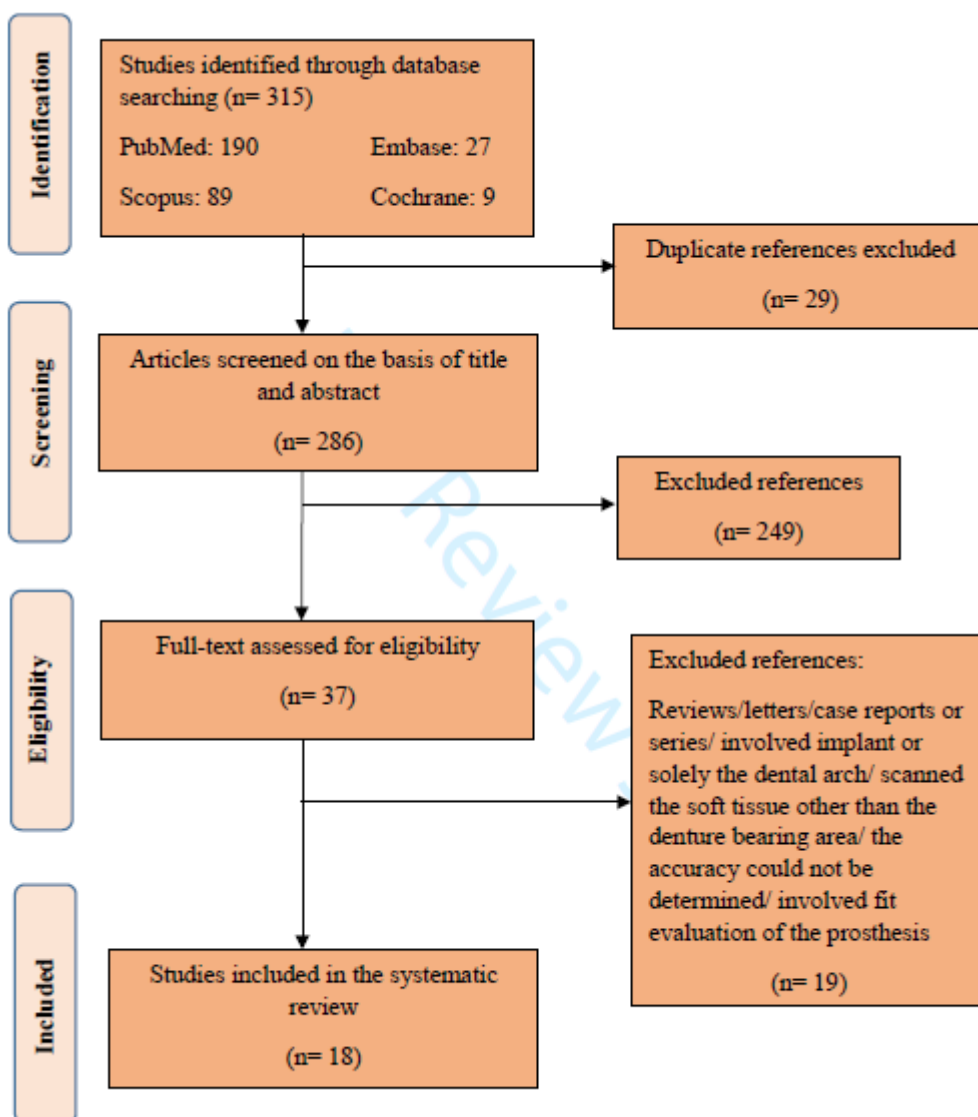 Identification
Studies identified through database
searching (n= 315)
PubMed: 190 Embase: 27
Scopus: 89 Cochrane: 9
Duplicate references excluded
(n= 29)
Screening
Articles screened on the basis of title
and abstract
(n= 286)
Excluded references
(n= 249)
Eligibility
Full-text assessed for eligibility
(n= 37)
Excluded references:
Reviews/letters/case reports or
series/ involved implant or
solely the dental arch/ scanned
the soft tissue other than the
denture bearing area/ the
accuracy could not be
determined/ involved fit
evaluation of the prosthesis
(n= 19)
Included
Studies included in the systematic
review
(n= 18)
Review